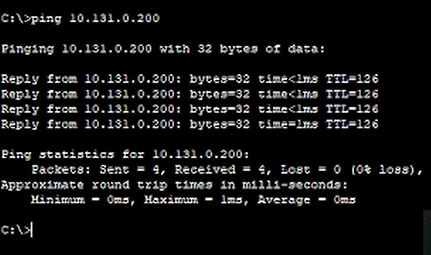 C:\>ping 10.131.0.200
Pinging 10.131.0.200 with 32 bytes of data:
Reply from 10.131.0.200: bytes=32 time<1ms TTL=126
Reply from 10.131.0.200: bytes=32 time<1ms TTL=126
Reply from 10.131.0.200: bytes=32 time<1ms TTL=126
Reply from 10.131.0.200: bytes=32 time=1ms TTL=126
Ping statistics for 10.131.0.200:
Packets: Sent = 4, Received = 4, Lost = 0 (0% loss),
Approximate round trip times in milli-seconds:
Minimum = 0ms, Maximum = 1ms, Average = 0ms
C:\>